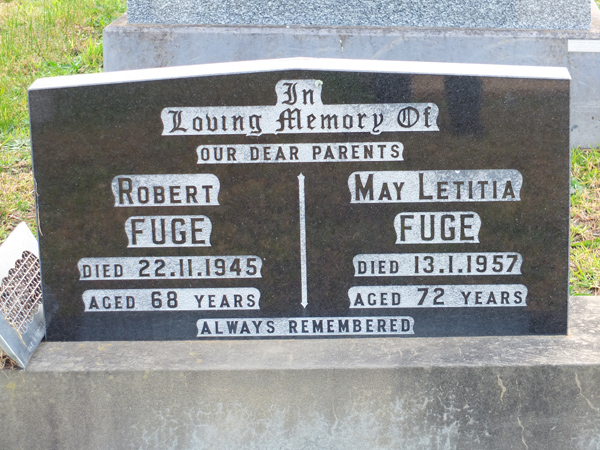 In
Loving Memory Of
OUR DEAR PARENTS
ROBERT
FUGE
DIED 22.11.1945
AGED 68 YEARS
MAY LETITIA
FUGE
DIED 13.1.1957
AGED 72 YEARS
ALWAYS REMEMBERED